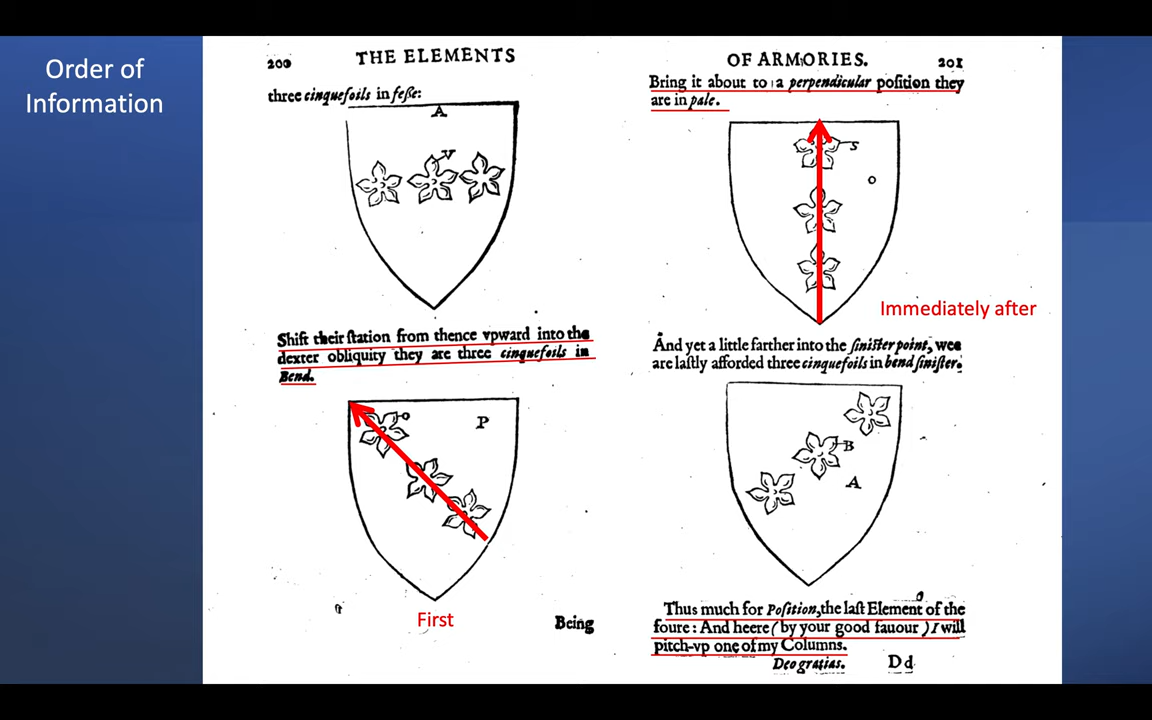 Order of
Information
200
THE ELEMENTS
three cinquefoils in feſſe:
A
V
Shift their ſtation from thence vpward into the
dexter obliquity they are three cinquefoils in
Bend.
O
P
First
Being
OF ARMORIES.
201
Bring it about to a perpendicular poſition they
are in pale.
S
O
Immediately after
And yet a little farther into the ſiniſter point, wee
are laſtly afforded three cinquefoils in bend ſiniſter.
B
A
Thus much for Poſition, the laſt Element of the
foure: And heere (by your good fauour) I will
pitch-vp one of my Columns.
Deo gratias.
Dd